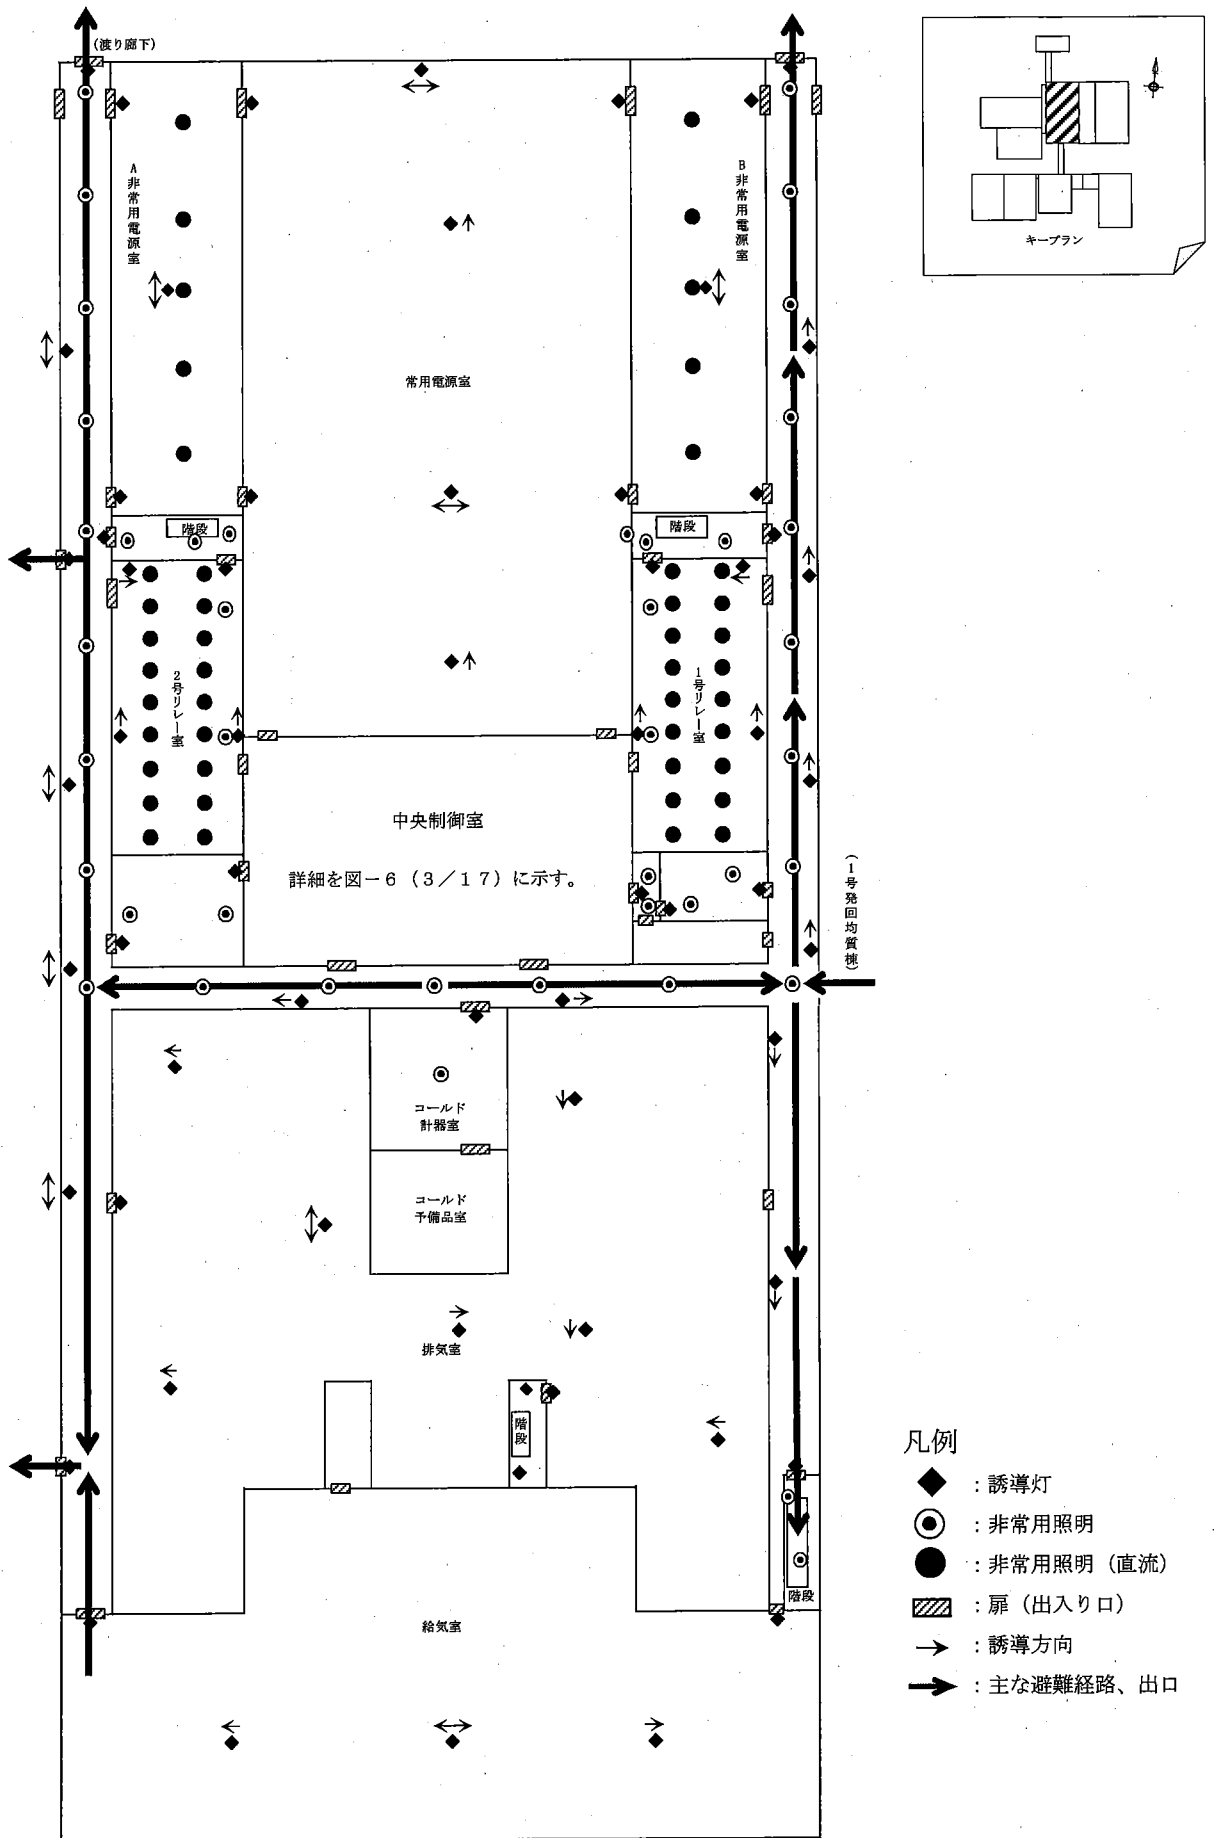 (渡り廊下)
キープラン
A非常用電源室
B非常用電源室
常用電源室
階段
階段
2号リレー室
1号リレー室
中央制御室
詳細を図-6(3/17)に示す。
(1号発回均質棟)
コールド
計器室
コールド
予備品室
排気室
階段
階段
給気室
凡例
:誘導灯
:非常用照明
:非常用照明(直流)
:扉(出入り口)
:誘導方向
:主な避難経路、出口